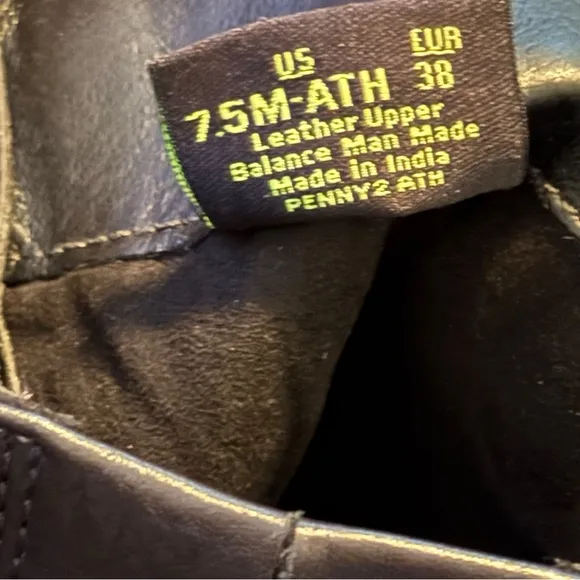 US EUR
7.5M-ATH 38
Leather Upper
Balance Man Made
Made in India
PENNY2 ATH